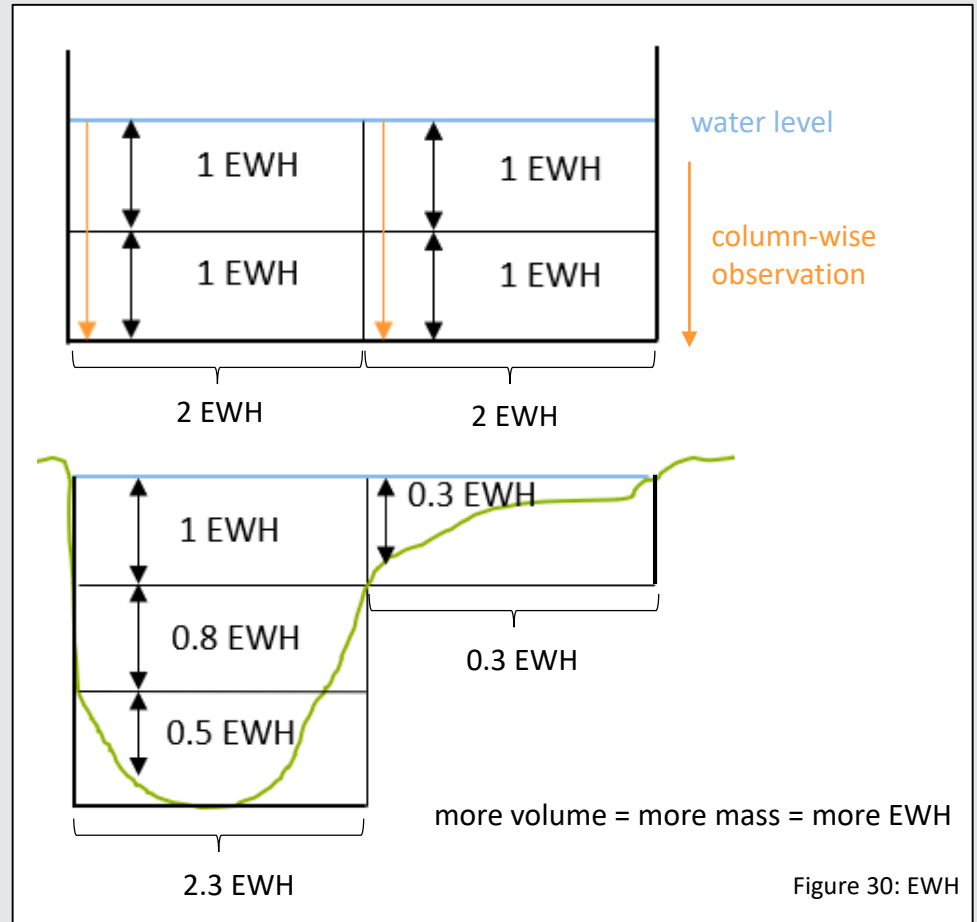 water level
1 EWH
1 EWH
column-wise
observation
1 EWH
1 EWH
2 EWH
2 EWH
0.3 EWH
1 EWH
0.8 EWH
0.3 EWH
0.5 EWH
more volume = more mass = more EWH
2.3 EWH
Figure 30: EWH